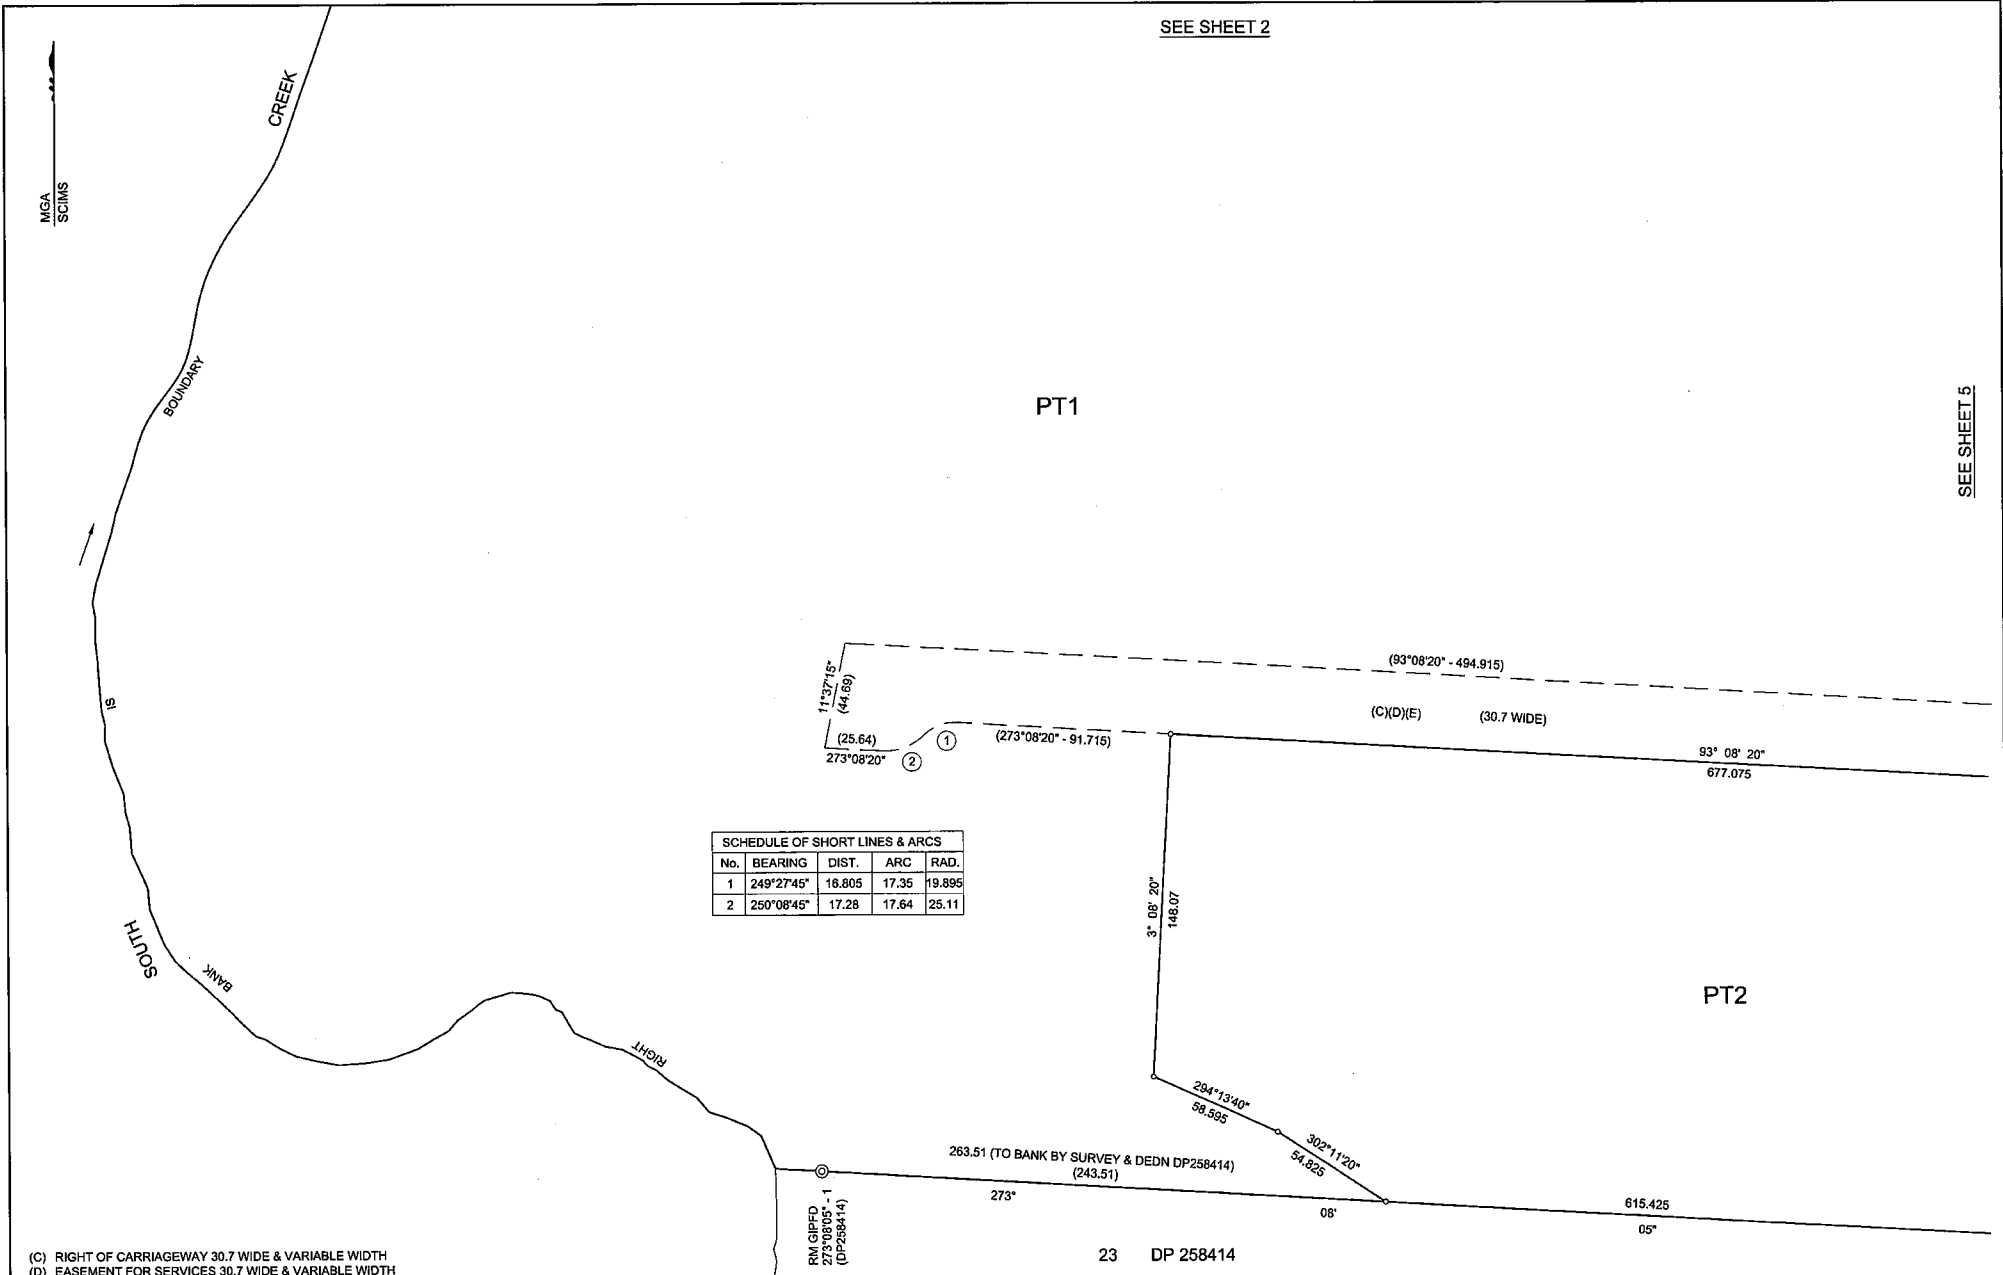 SEE SHEET 2
MGA
SCIMS
CREEK
BOUNDARY
PT1
SEE SHEET 5
IS
11°37'15"
(44.69)
(93°08'20" - 494.915)
(C)(D)(E) (30.7 WIDE)
(25.64)
273°08'20"
2
1
(273°08'20" - 91.715)
93° 08' 20"
677.075
SCHEDULE OF SHORT LINES & ARCS
No. BEARING DIST. ARC RAD.
1 249°27'45" 16.805 17.35 19.895
2 250°08'45" 17.28 17.64 25.11
3° 08' 20"
148.07
SOUTH
BANK
RIGHT
PT2
294°13'40"
58.595
302°11'20"
54.825
263.51 (TO BANK BY SURVEY & DEDN DP258414)
(243.51)
273°
08'
615.425
05"
RM GIPFD
273°08'05" - 1
(DP258414)
23 DP 258414
(C) RIGHT OF CARRIAGEWAY 30.7 WIDE & VARIABLE WIDTH
(D) EASEMENT FOR SERVICES 30.7 WIDE & VARIABLE WIDTH